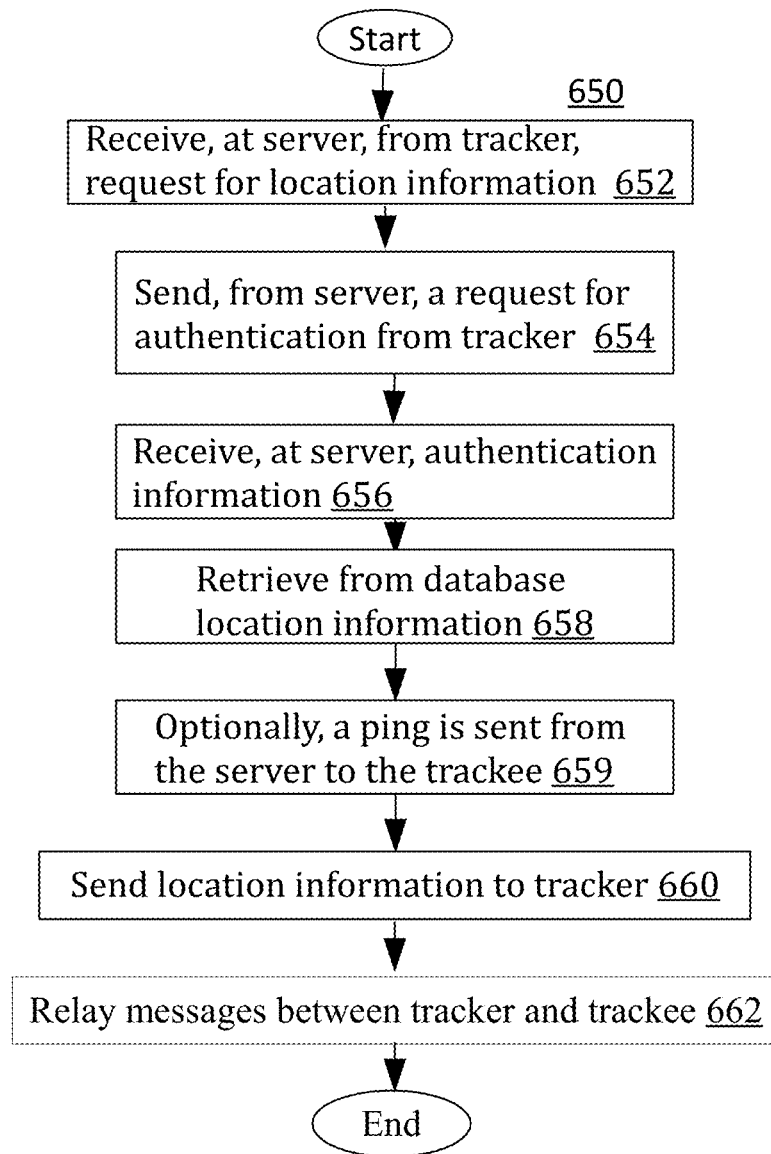 Start
650
Receive, at server, from tracker,
request for location information 652
Send, from server, a request for
authentication from tracker 654
Receive, at server, authentication
information 656
Retrieve from database
location information 658
Optionally, a ping is sent from
the server to the trackee 659
Send location information to tracker 660
Relay messages between tracker and trackee 662
End